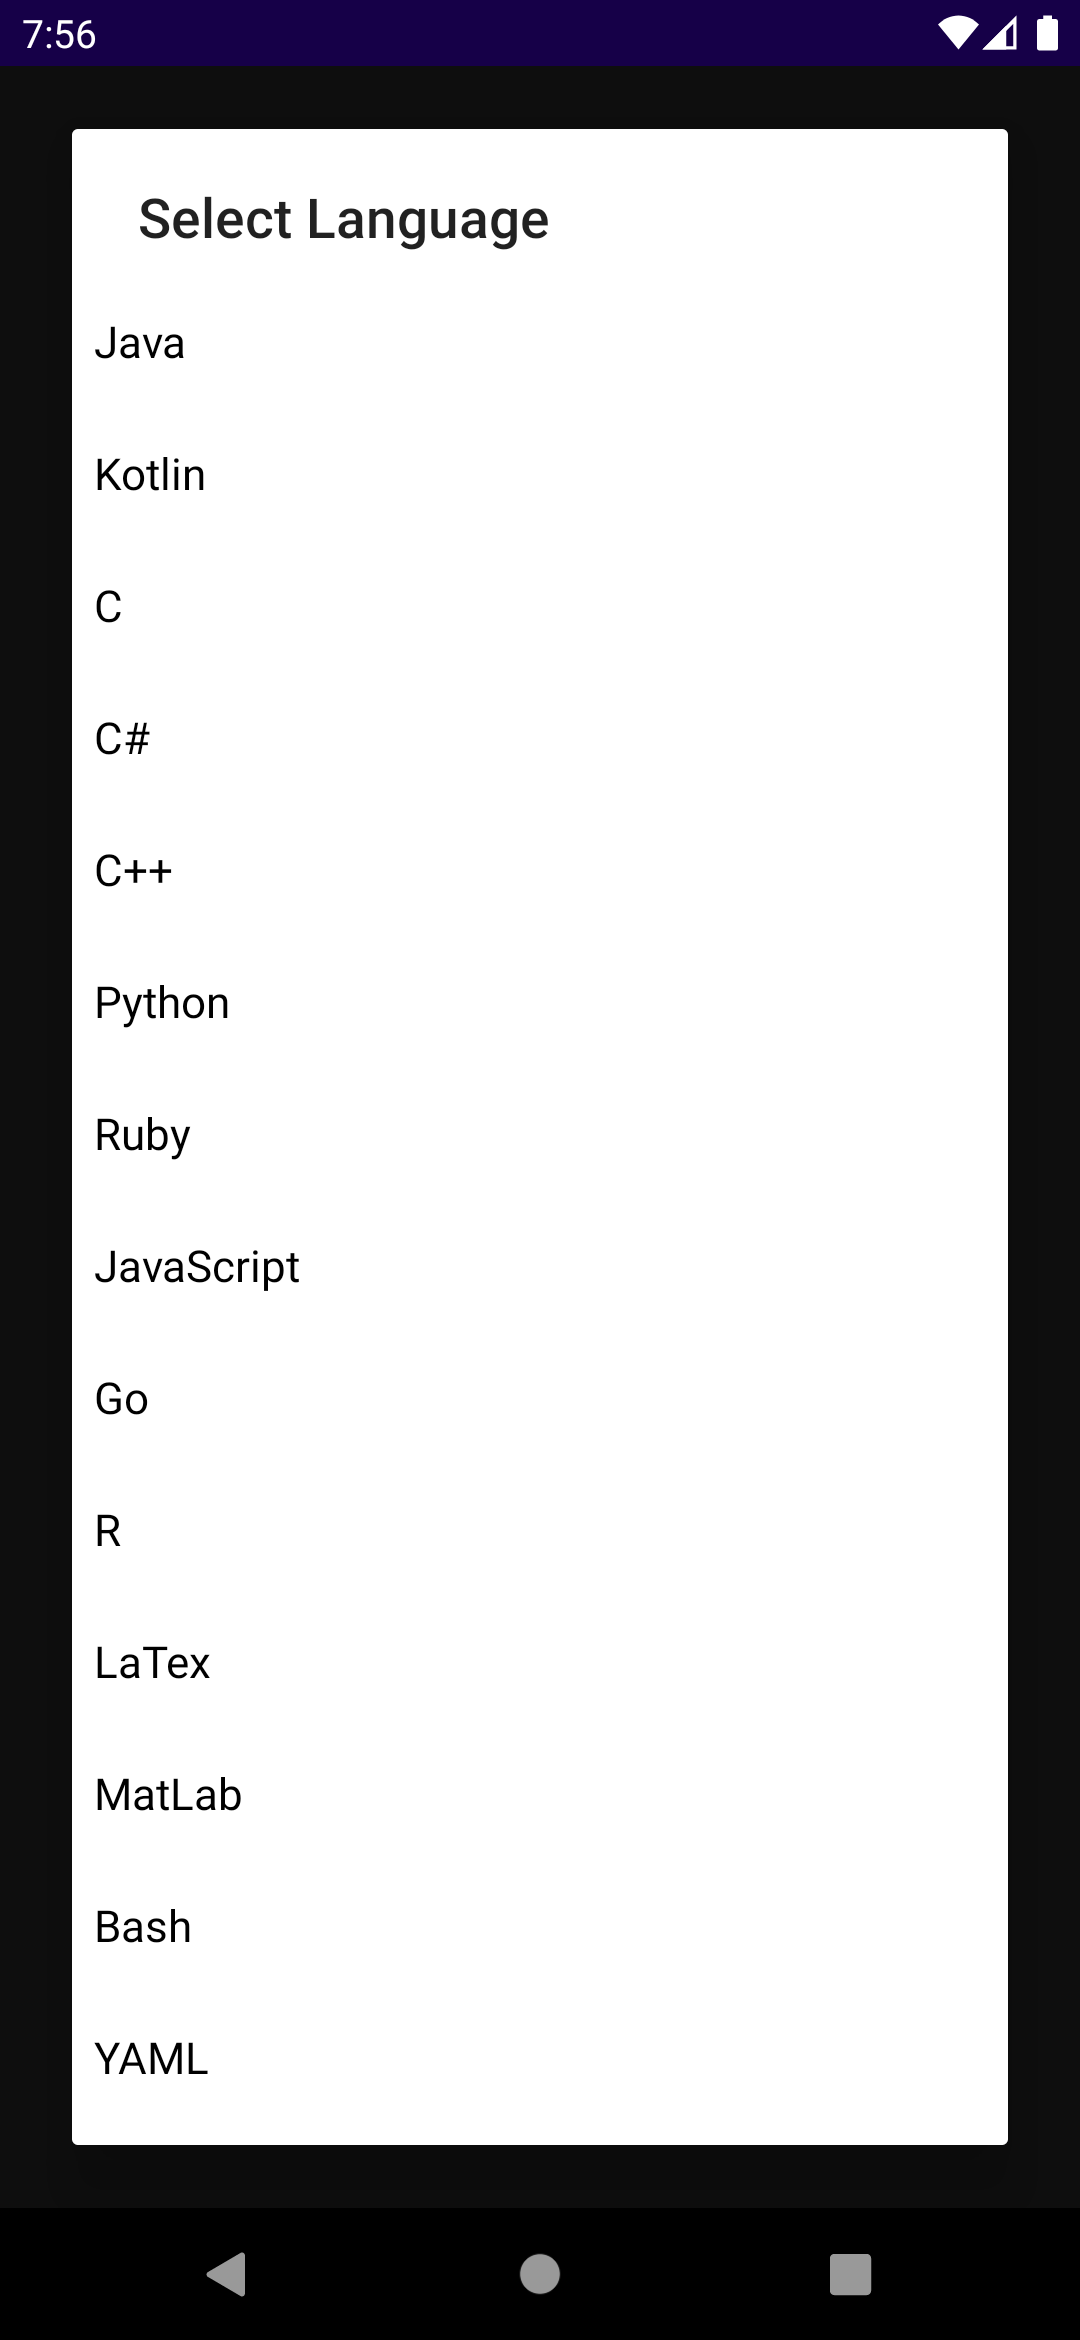 7:56
Select Language
Java
Kotlin
C
C#
C++
Python
Ruby
JavaScript
Go
R
LaTex
MatLab
Bash
YAML